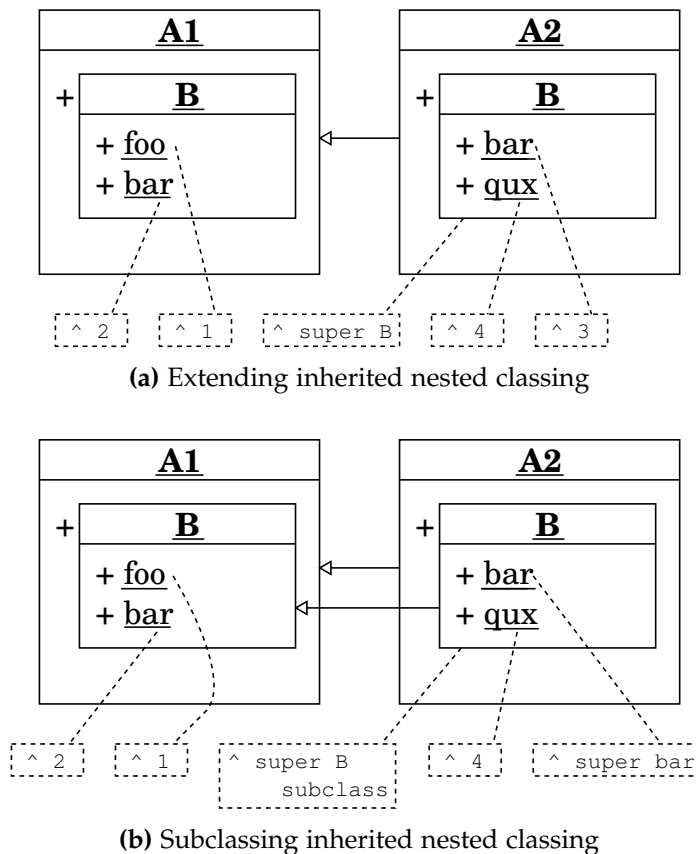 A1 A2
+ B + B
+ foo + bar
+ bar + qux
^ 2 ^ 1 ^ super B ^ 4 ^ 3
(a) Extending inherited nested classing
A1 A2
+ B + B
+ foo + bar
+ bar + qux
^ 2 ^ 1 ^ super B ^ 4 ^ super bar
subclass
(b) Subclassing inherited nested classing